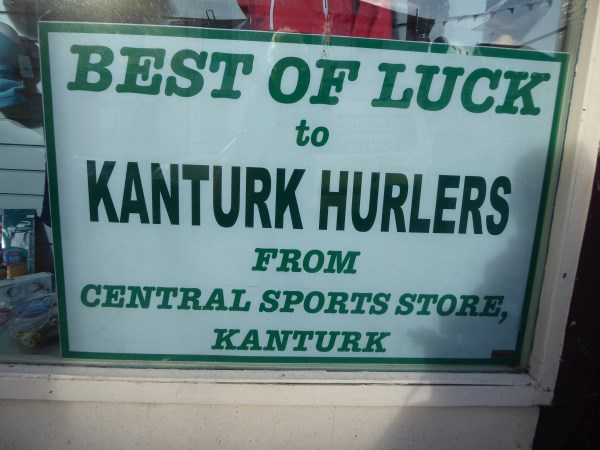 BEST OF LUCK
to
KANTURK HURLERS
FROM
CENTRAL SPORTS STORE,
KANTURK